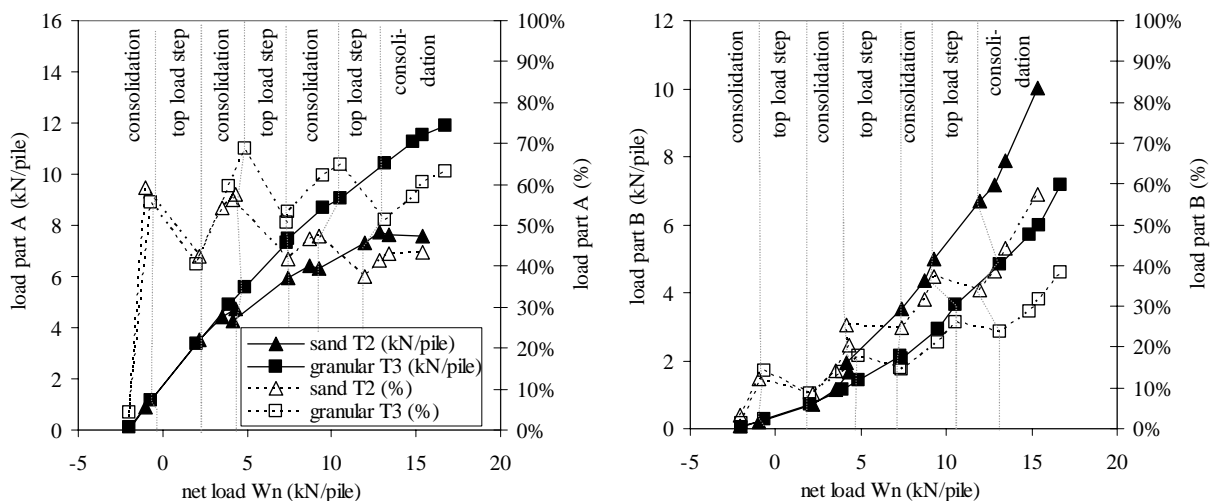 consolidation
top load step
consolidation
top load step
consolidation
top load step
consoli-
dation
16
14
12
10
8
6
4
2
0
load part A (kN/pile)
100%
90%
80%
70%
60%
50%
40%
30%
20%
10%
0%
load part A (%)
sand T2 (kN/pile)
granular T3 (kN/pile)
sand T2 (%)
granular T3 (%)
-5 0 5 10 15 20
net load Wn (kN/pile)
consolidation
top load step
consolidation
top load step
consolidation
top load step
consoli-
dation
12
10
8
6
4
2
0
load part B (kN/pile)
100%
90%
80%
70%
60%
50%
40%
30%
20%
10%
0%
load part B (%)
-5 0 5 10 15 20
net load Wn (kN/pile)